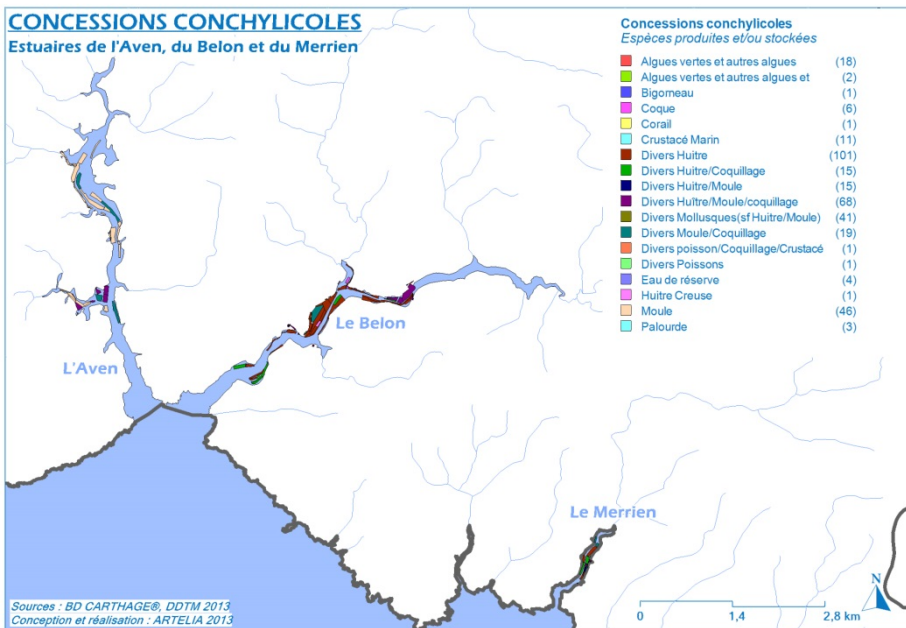 CONCESSIONS CONCHYLICOLES
Estuaires de l'Aven, du Belon et du Merrien
Concessions conchylicoles
Espèces produites et/ou stockées
Algues vertes et autres algues (18)
Algues vertes et autres algues et (2)
Bigorneau (1)
Coque (6)
Corail (1)
Crustacé Marin (11)
Divers Huitre (101)
Divers Huitre/Coquillage (15)
Divers Huitre/Moule (15)
Divers Huître/Moule/coquillage (68)
Divers Mollusques(sf Huitre/Moule) (41)
Divers Moule/Coquillage (19)
Divers poisson/Coquillage/Crustacé (1)
Divers Poissons (1)
Eau de réserve (4)
Huitre Creuse (1)
Moule (46)
Palourde (3)
Le Belon
L'Aven
Le Merrien
N
0 1,4 2,8 km
Sources : BD CARTHAGE®, DDTM 2013
Conception et réalisation : ARTELIA 2013